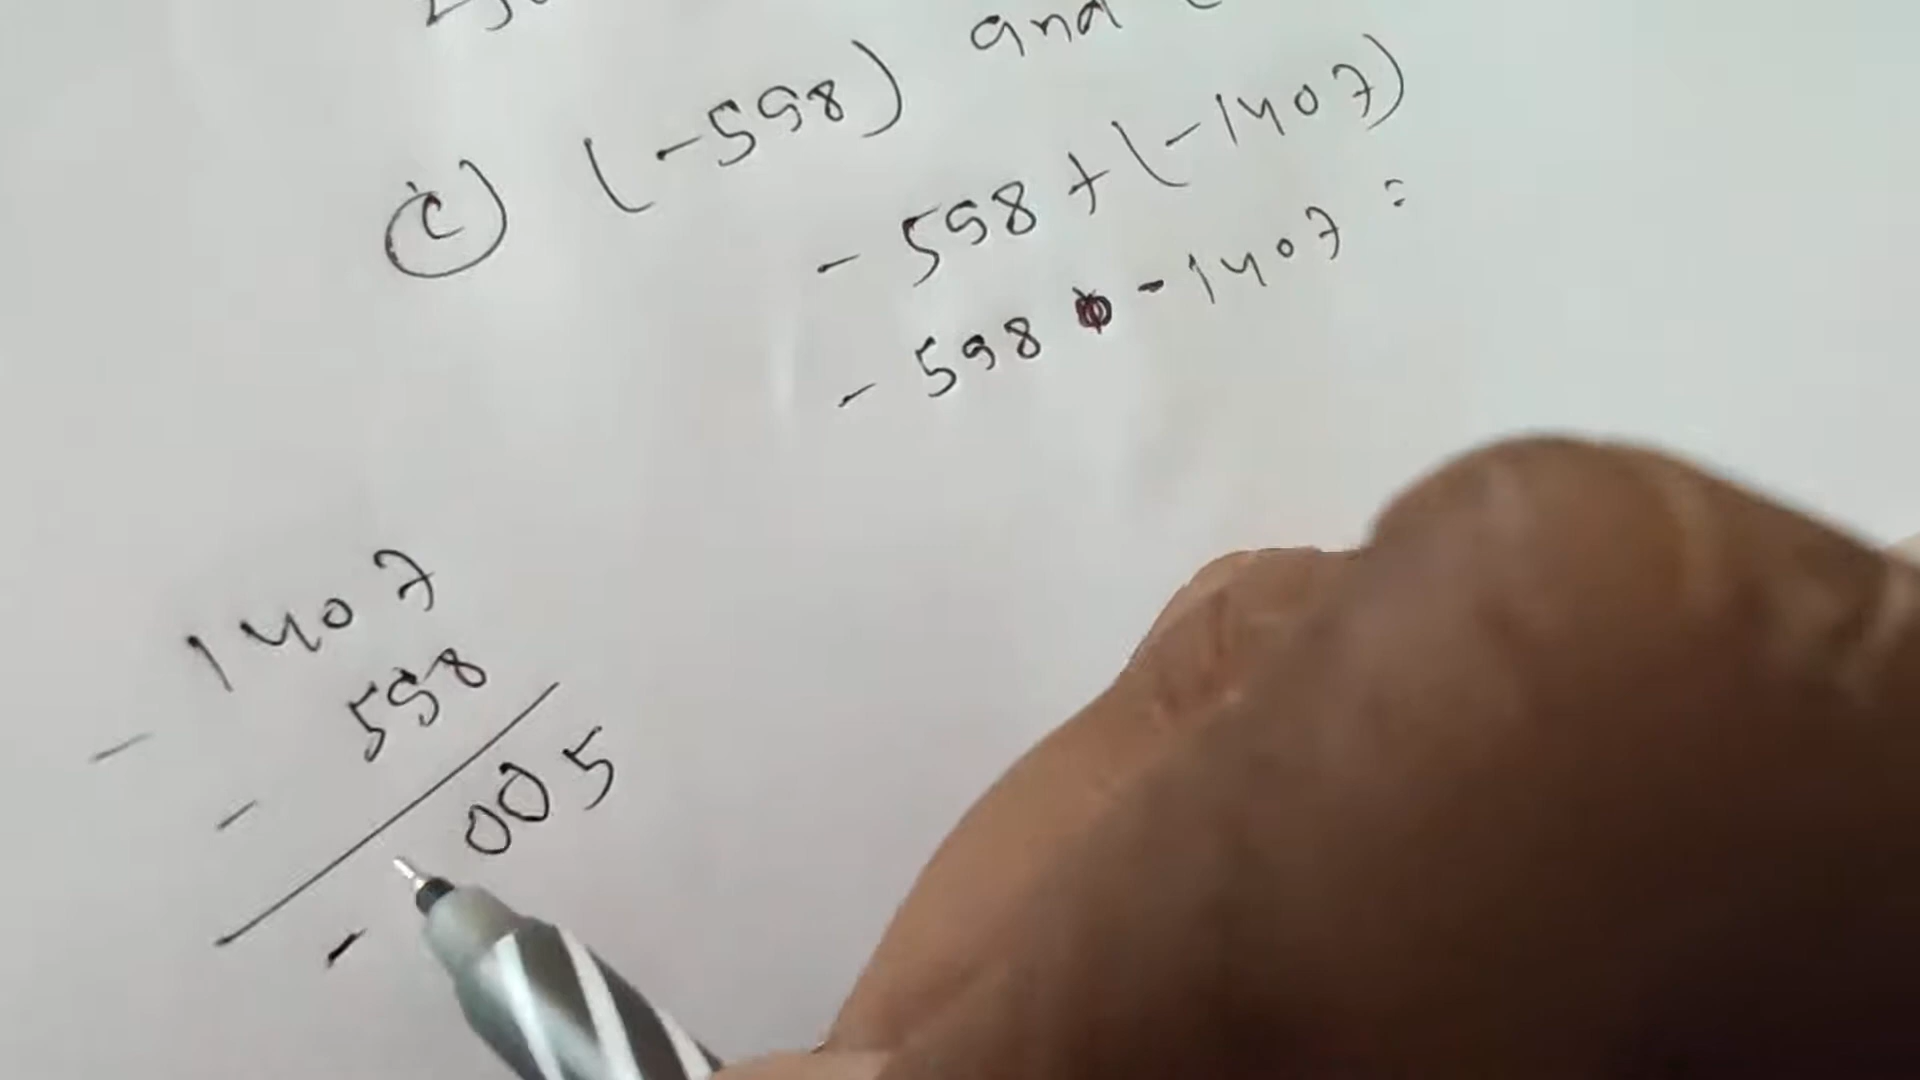 c) (-598) and
- 598 + (-1407)
- 598 - 1407 =
- 1407
- 598
- 005